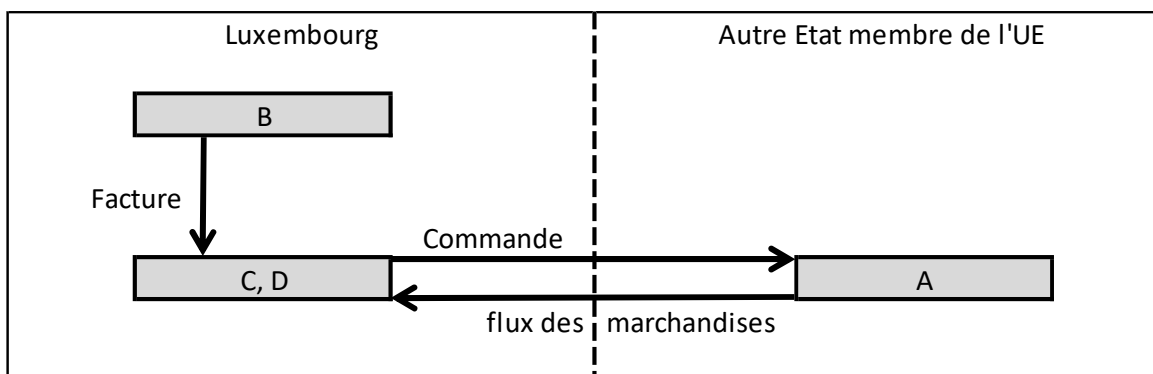 Luxembourg
Autre Etat membre de l'UE
B
Facture
Commande
C, D
A
flux des marchandises